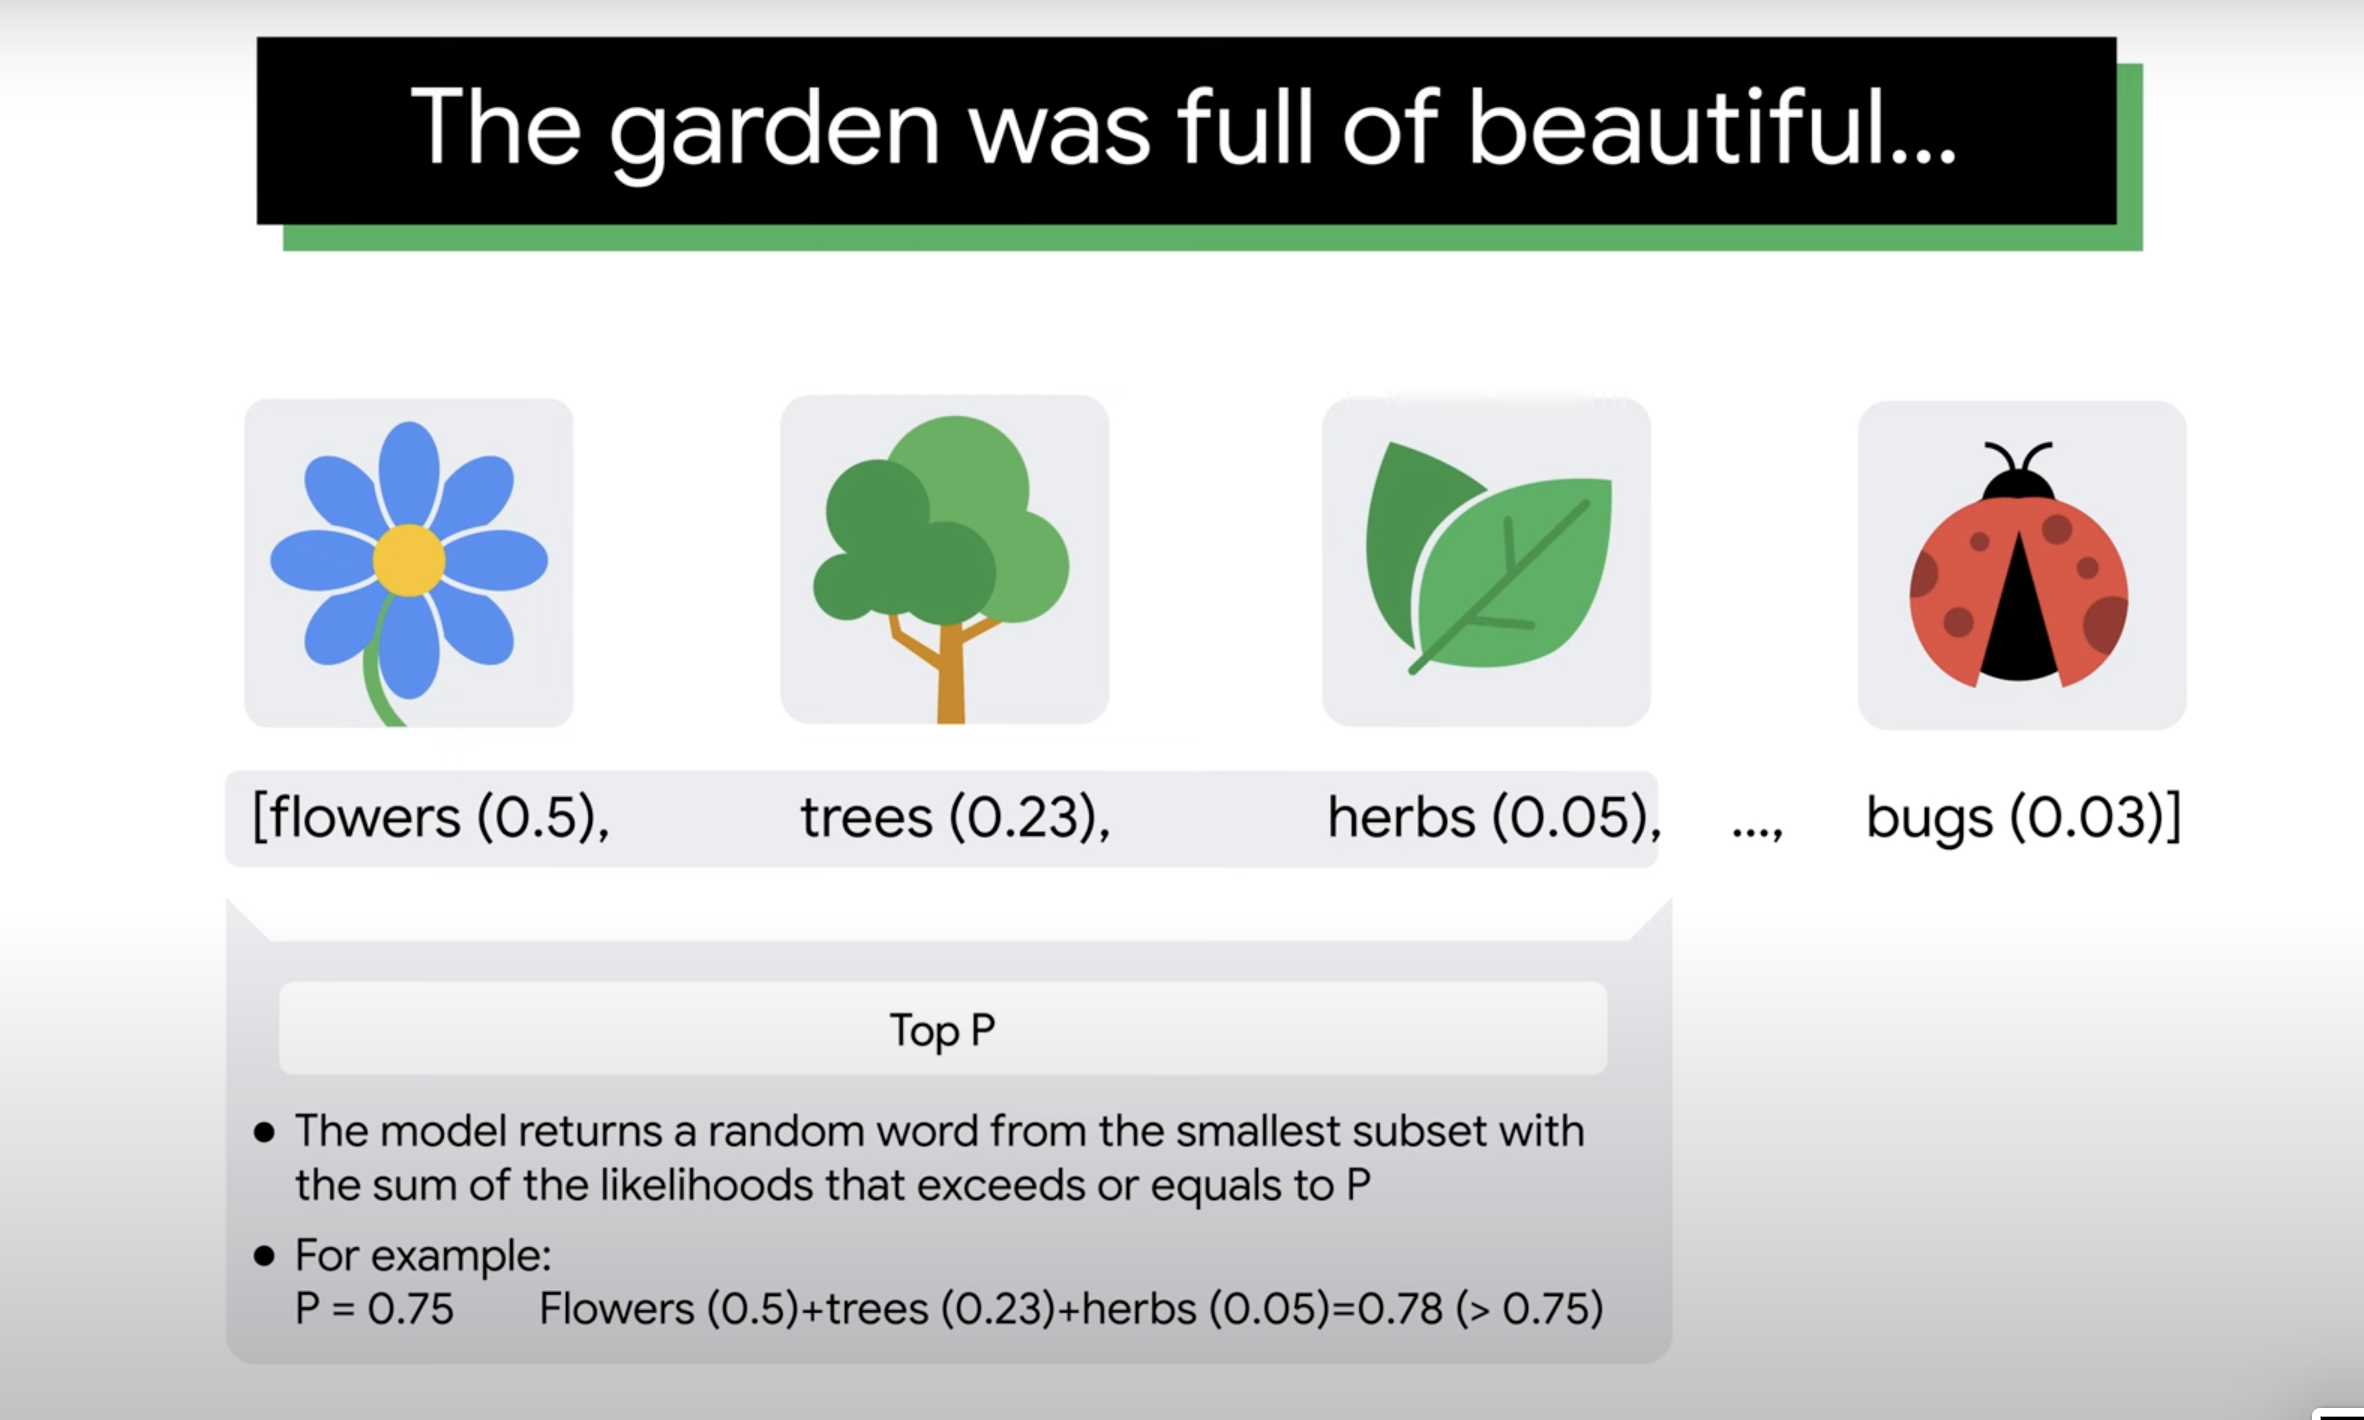 The garden was full of beautiful...
[flowers (0.5), trees (0.23), herbs (0.05), ..., bugs (0.03)]
Top P
● The model returns a random word from the smallest subset with
the sum of the likelihoods that exceeds or equals to P
● For example:
P = 0.75 Flowers (0.5)+trees (0.23)+herbs (0.05)=0.78 (> 0.75)